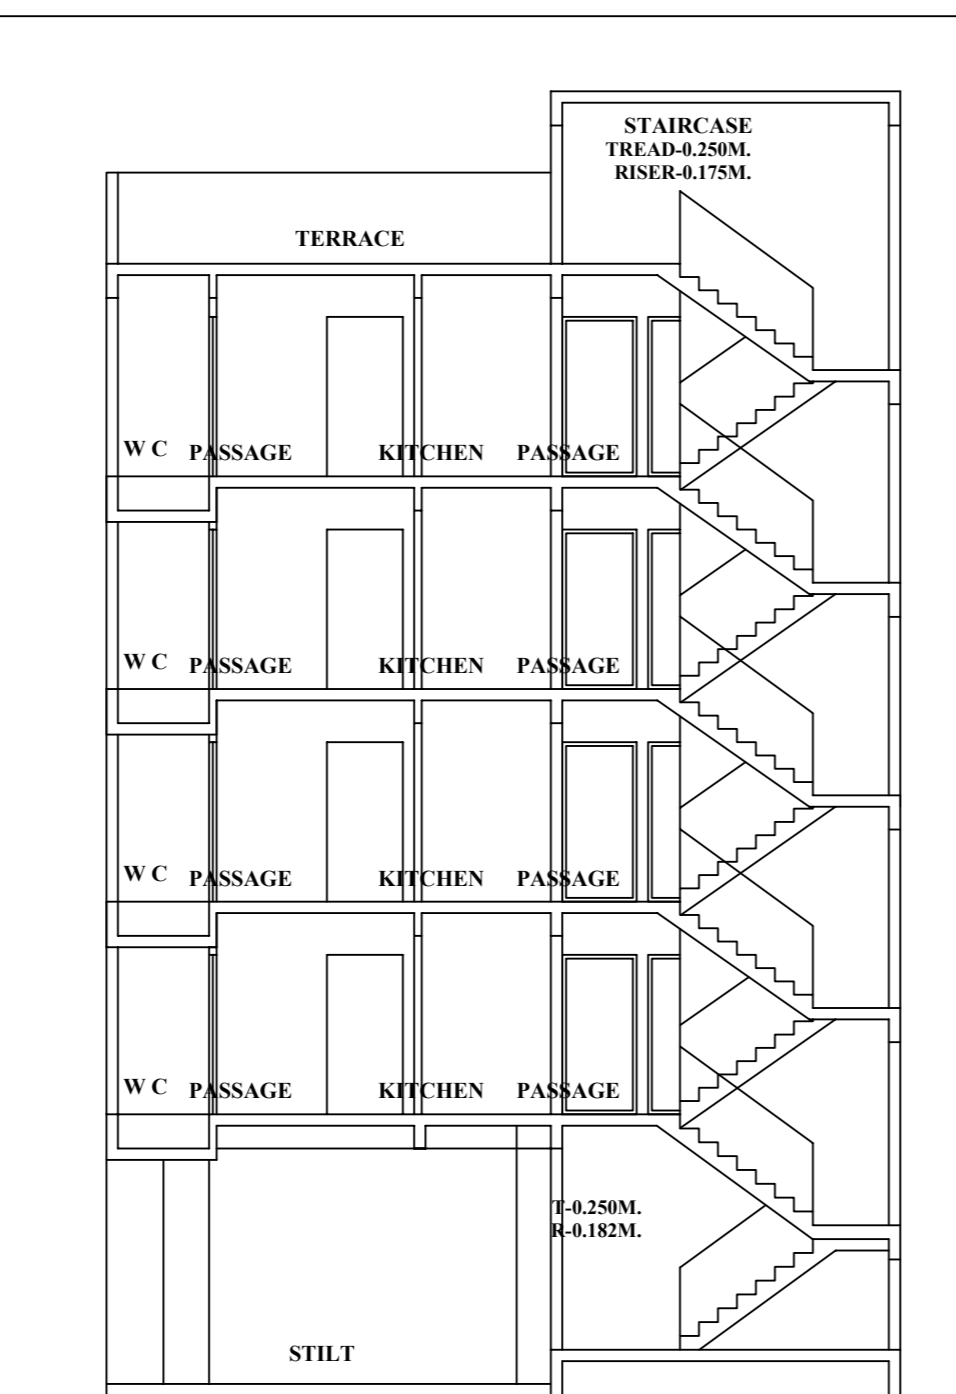 STAIRCASE
TREAD-0.250M.
RISER-0.175M.
TERRACE
W C PASSAGE KITCHEN PASSAGE
W C PASSAGE KITCHEN PASSAGE
W C PASSAGE KITCHEN PASSAGE
W C PASSAGE KITCHEN PASSAGE
T-0.250M.
R-0.182M.
STILT